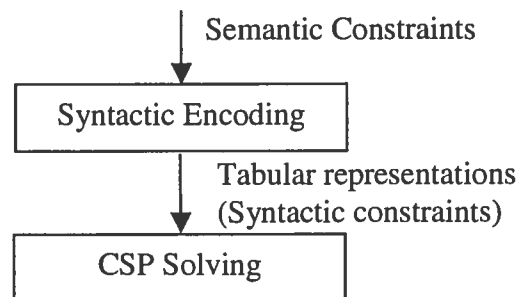 Semantic Constraints
Syntactic Encoding
Tabular representations
(Syntactic constraints)
CSP Solving